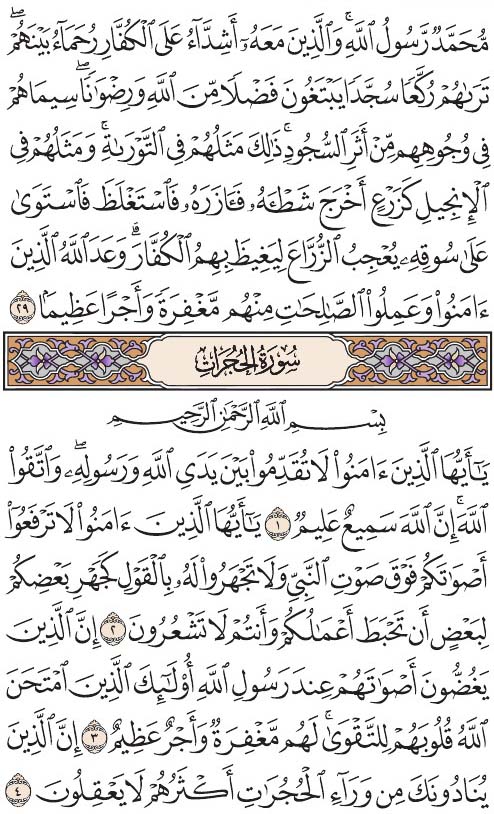 مُّحَمَّدٌ رَّسُولُ ٱللَّهِۚ وَٱلَّذِينَ مَعَهُۥٓ أَشِدَّآءُ عَلَى ٱلْكُفَّارِ رُحَمَآءُ بَيْنَهُمْۖ
تَرَىٰهُمْ رُكَّعًا سُجَّدًا يَبْتَغُونَ فَضْلًا مِّنَ ٱللَّهِ وَرِضْوَٰنًاۖ سِيمَاهُمْ
فِى وُجُوهِهِم مِّنْ أَثَرِ ٱلسُّجُودِۚ ذَٰلِكَ مَثَلُهُمْ فِى ٱلتَّوْرَىٰةِۚ وَمَثَلُهُمْ فِى
ٱلْإِنجِيلِ كَزَرْعٍ أَخْرَجَ شَطْـَٔهُۥ فَـَٔازَرَهُۥ فَٱسْتَغْلَظَ فَٱسْتَوَىٰ
عَلَىٰ سُوقِهِۦ يُعْجِبُ ٱلزُّرَّاعَ لِيَغِيظَ بِهِمُ ٱلْكُفَّارَۗ وَعَدَ ٱللَّهُ ٱلَّذِينَ
ءَامَنُوا۟ وَعَمِلُوا۟ ٱلصَّٰلِحَٰتِ مِنْهُم مَّغْفِرَةً وَأَجْرًا عَظِيمًۢا ٢٩
سُورَةُ الحُجُرَاتِ
بِسْمِ ٱللَّهِ ٱلرَّحْمَٰنِ ٱلرَّحِيمِ
يَٰٓأَيُّهَا ٱلَّذِينَ ءَامَنُوا۟ لَا تُقَدِّمُوا۟ بَيْنَ يَدَىِ ٱللَّهِ وَرَسُولِهِۦۖ وَٱتَّقُوا۟
ٱللَّهَۚ إِنَّ ٱللَّهَ سَمِيعٌ عَلِيمٌ ١ يَٰٓأَيُّهَا ٱلَّذِينَ ءَامَنُوا۟ لَا تَرْفَعُوٓا۟
أَصْوَٰتَكُمْ فَوْقَ صَوْتِ ٱلنَّبِىِّ وَلَا تَجْهَرُوا۟ لَهُۥ بِٱلْقَوْلِ كَجَهْرِ بَعْضِكُمْ
لِبَعْضٍ أَن تَحْبَطَ أَعْمَٰلُكُمْ وَأَنتُمْ لَا تَشْعُرُونَ ٢ إِنَّ ٱلَّذِينَ
يَغُضُّونَ أَصْوَٰتَهُمْ عِندَ رَسُولِ ٱللَّهِ أُو۟لَٰٓئِكَ ٱلَّذِينَ ٱمْتَحَنَ
ٱللَّهُ قُلُوبَهُمْ لِلتَّقْوَىٰۚ لَهُم مَّغْفِرَةٌ وَأَجْرٌ عَظِيمٌ ٣ إِنَّ ٱلَّذِينَ
يُنَادُونَكَ مِن وَرَآءِ ٱلْحُجُرَٰتِ أَكْثَرُهُمْ لَا يَعْقِلُونَ ٤